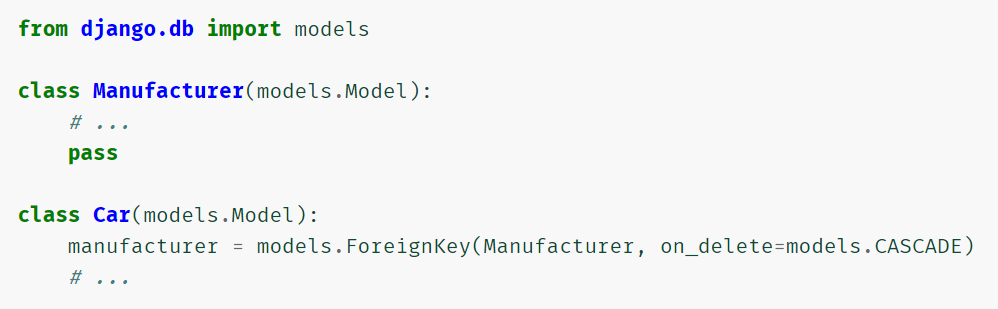 from django.db import models

class Manufacturer(models.Model):
    # ...
    pass

class Car(models.Model):
    manufacturer = models.ForeignKey(Manufacturer, on_delete=models.CASCADE)
    # ...